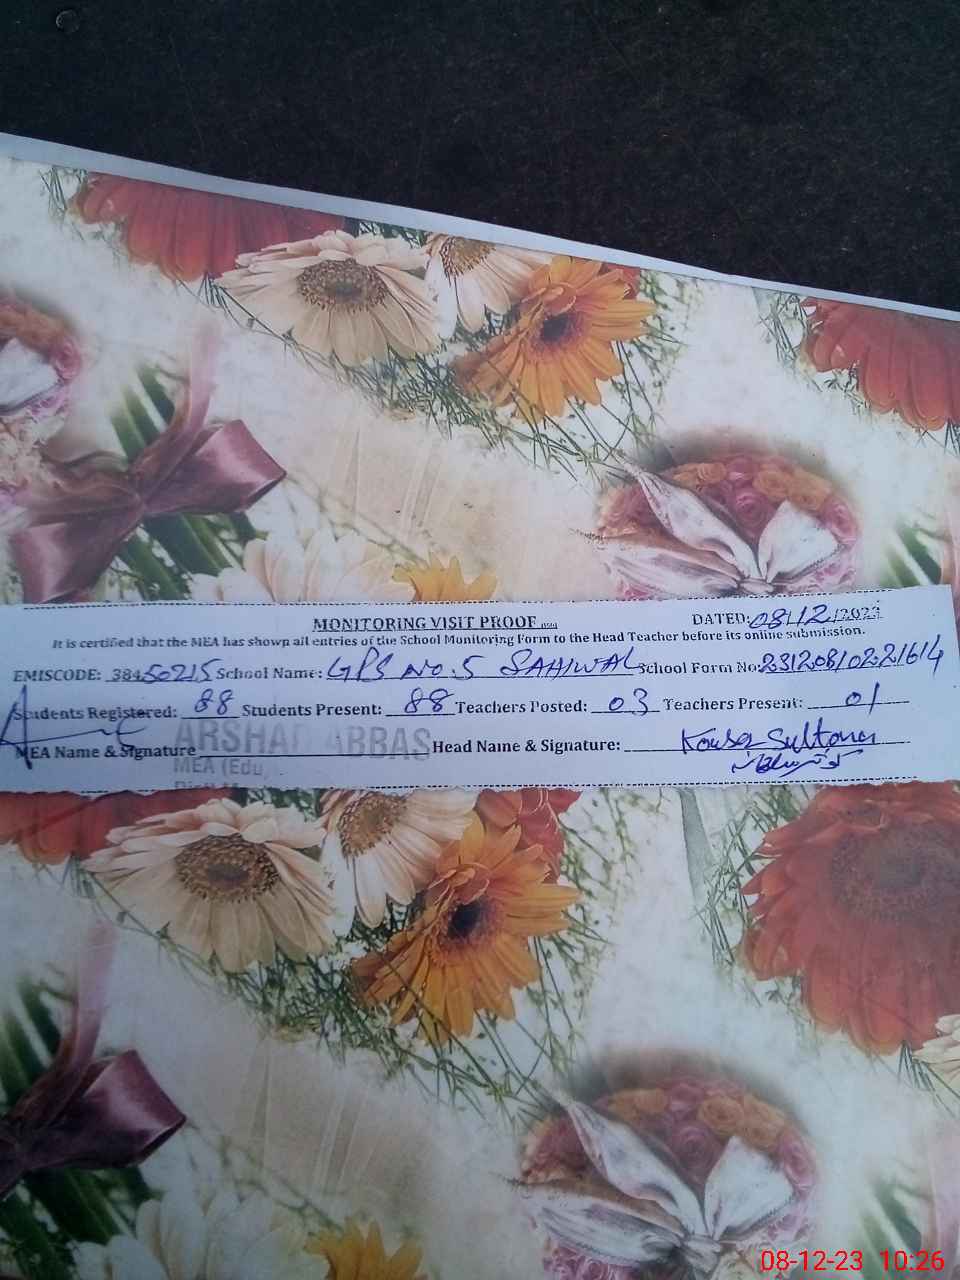 MONITORING VISIT PROOF
DATED: 08/12/2023
It is certified that the MEA has shown all entries of the School Monitoring Form to the Head Teacher before its online submission.
EMISCODE: 38450215 School Name: GPS NO.5 SAHIWAL School Form No: 231208/0221614
Students Registered: 88 Students Present: 88 Teachers Posted: 03 Teachers Present: 01
MEA Name & Signature ARSHAD ABBAS Head Name & Signature: Kousar Sultana
MEA (Edu,
08-12-23 10:26